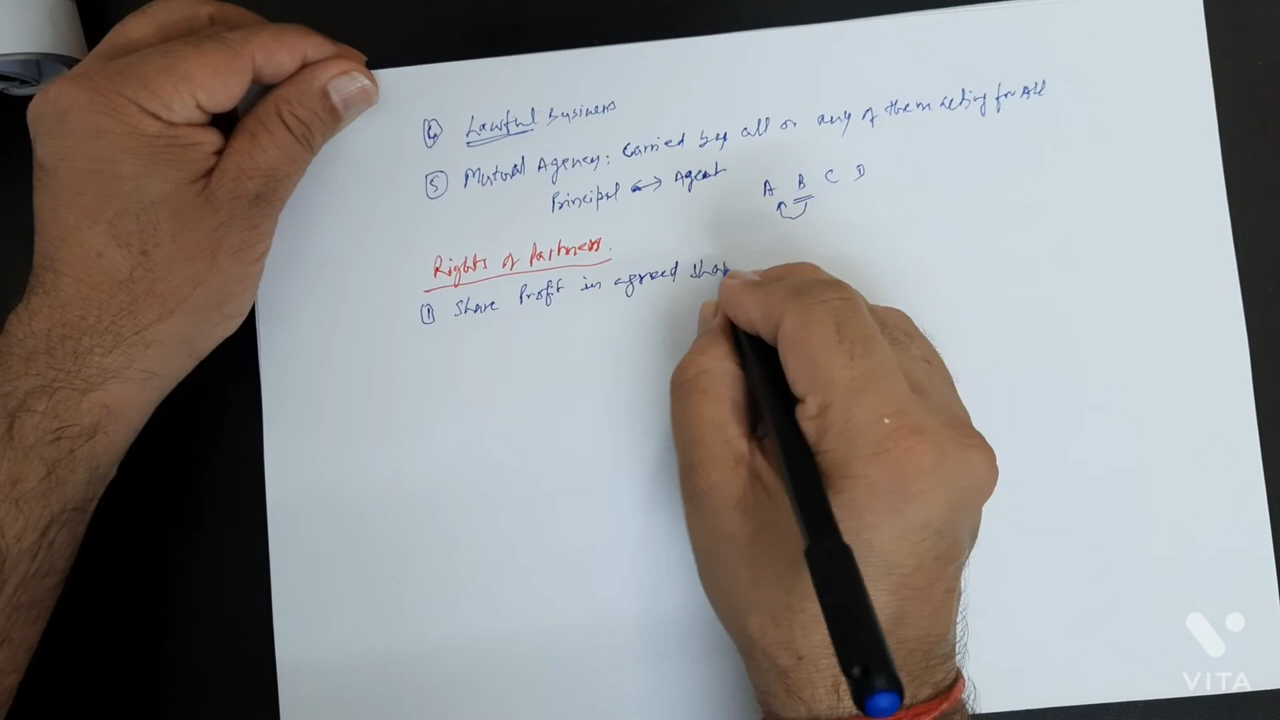 ④ Lawful Business
⑤ Mutual Agency: Carried by all or any of them acting for All
Principal ↔ Agent
A B C D
Rights of Partners.
① Share Profit in agreed Shar
VITA